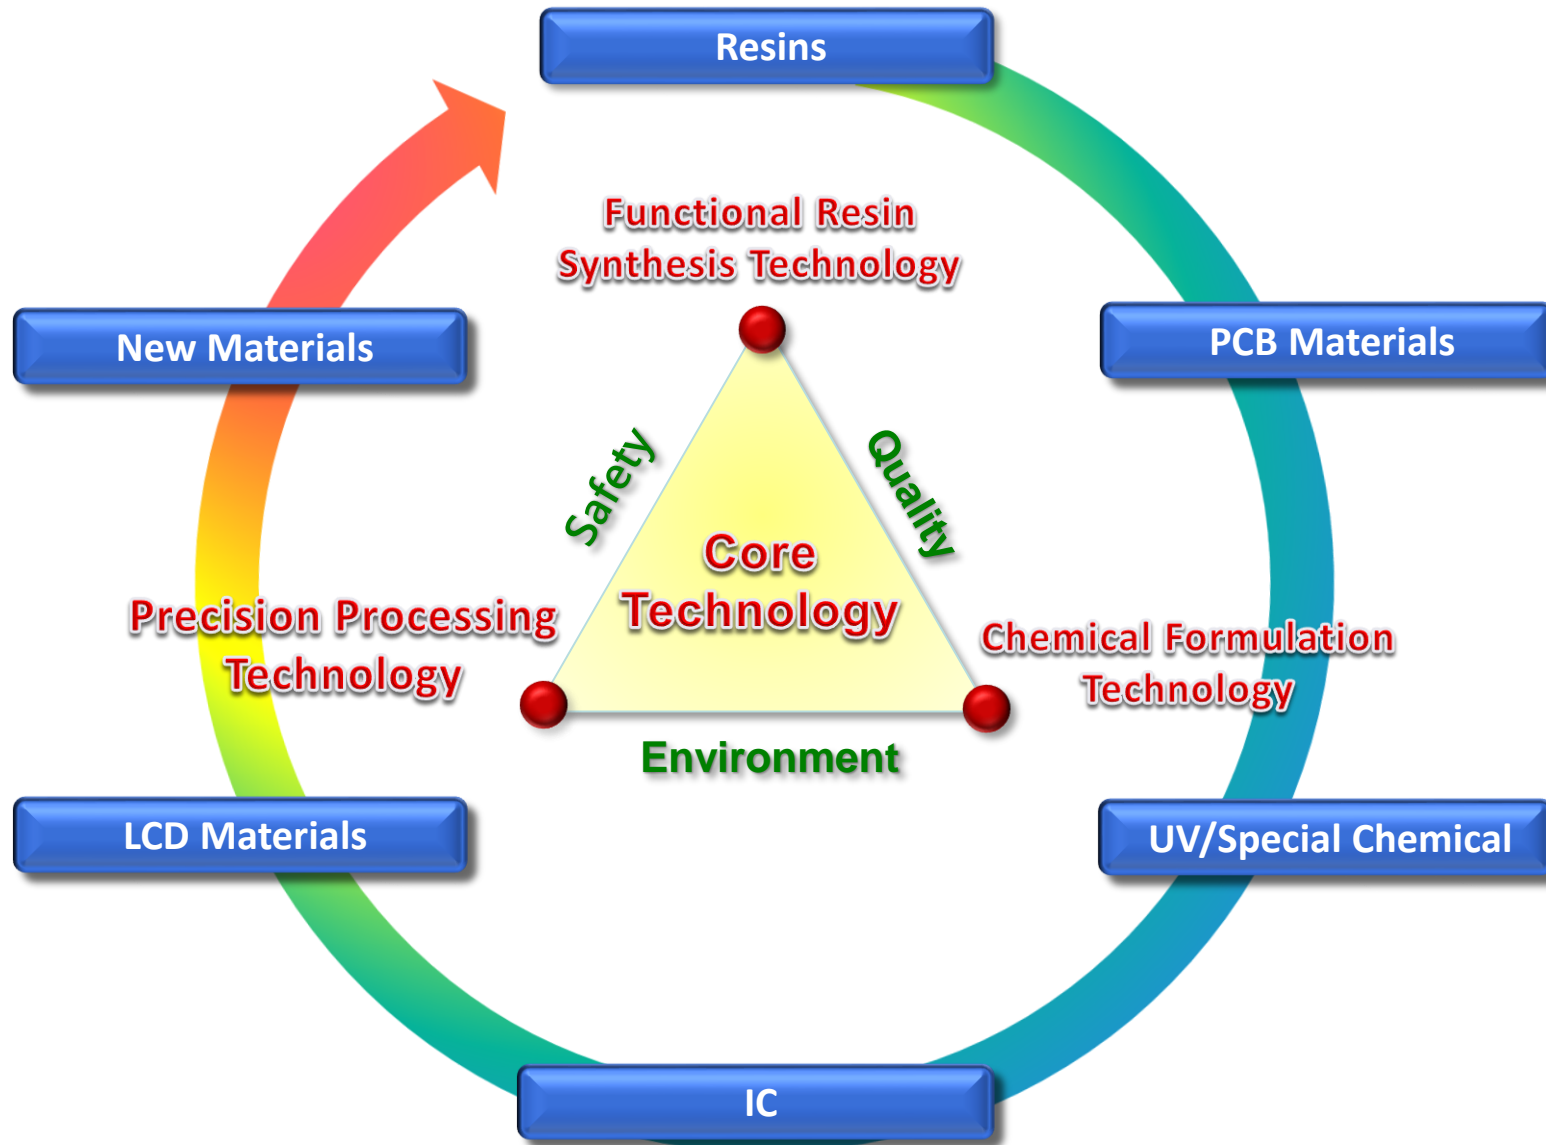 Resins
Functional Resin
Synthesis Technology
New Materials
PCB Materials
Safety
Quality
Core
Technology
Precision Processing
Technology
Chemical Formulation
Technology
Environment
LCD Materials
UV/Special Chemical
IC